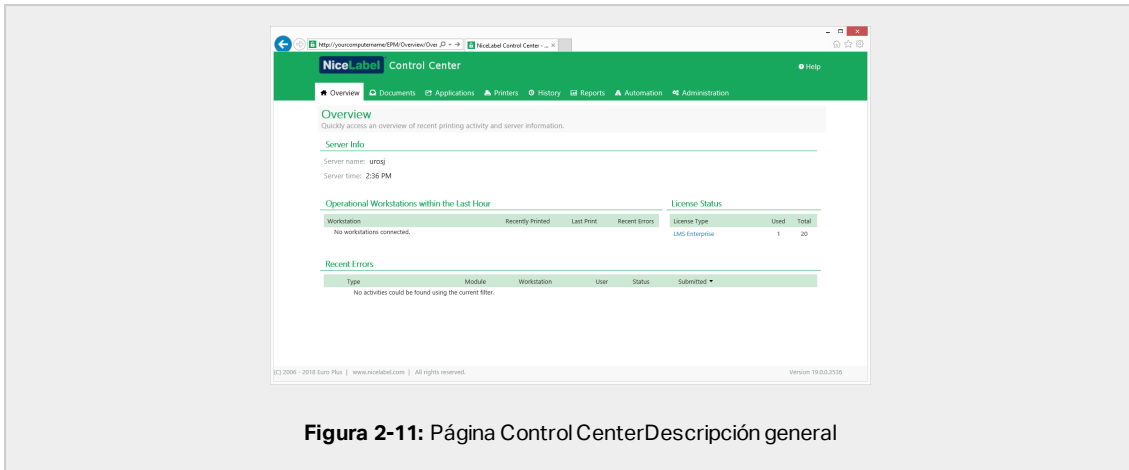 http://yourcomputername/EPM/Overview/Over
NiceLabel Control Center - ...
NiceLabel Control Center
Help
Overview Documents Applications Printers History Reports Automation Administration
Overview
Quickly access an overview of recent printing activity and server information.
Server Info
Server name: urosj
Server time: 2:36 PM
Operational Workstations within the Last Hour
License Status
Workstation Recently Printed Last Print Recent Errors
License Type Used Total
No workstations connected.
LMS Enterprise 1 20
Recent Errors
Type Module Workstation User Status Submitted
No activities could be found using the current filter.
(C) 2006 - 2018 Euro Plus | www.nicelabel.com | All rights reserved.
Version 19.0.0.2536
Figura 2-11: Página Control CenterDescripción general